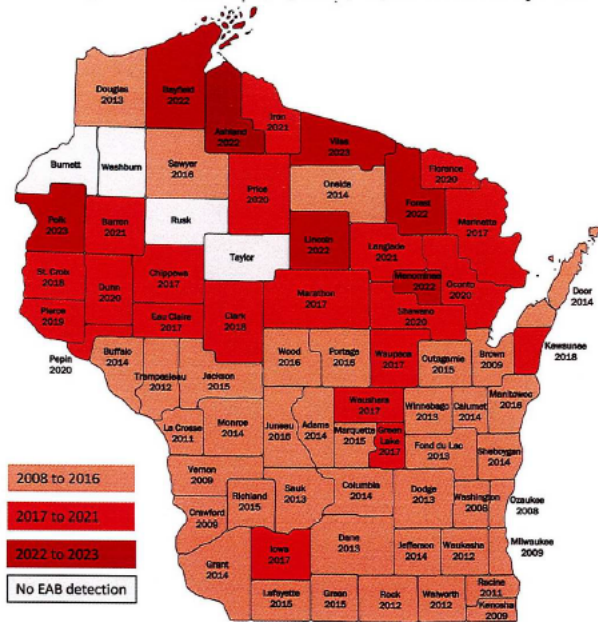 Douglas
2013
Bayfield
2022
Ashland
2022
Iron
2021
Vilas
2023
Florence
2020
Burnett
Washburn
Sawyer
2016
Price
2020
Oneida
2014
Forest
2022
Marinette
2017
Polk
2023
Barron
2021
Rusk
Taylor
Lincoln
2022
Langlade
2021
Menominee
2022
Oconto
2020
Door
2014
St. Croix
2018
Dunn
2020
Chippewa
2017
Marathon
2017
Shawano
2020
Pierce
2019
Eau Claire
2017
Clark
2018
Kewaunee
2018
Pepin
2020
Buffalo
2014
Trempealeau
2012
Jackson
2015
Wood
2016
Portage
2016
Waupaca
2017
Outagamie
2015
Brown
2009
Manitowoc
2016
La Crosse
2011
Monroe
2014
Juneau
2015
Adams
2014
Waushara
2017
Marquette
2015
Green
Lake
2017
Winnebago
2013
Calumet
2014
Fond du Lac
2013
Sheboygan
2014
Vernon
2009
Crawford
2009
Richland
2015
Sauk
2013
Columbia
2014
Dodge
2013
Washington
2008
Ozaukee
2008
Milwaukee
2009
Grant
2014
Iowa
2017
Dane
2013
Jefferson
2014
Waukesha
2012
Lafayette
2015
Green
2015
Rock
2012
Walworth
2012
Racine
2011
Kenosha
2009
2008 to 2016
2017 to 2021
2022 to 2023
No EAB detection